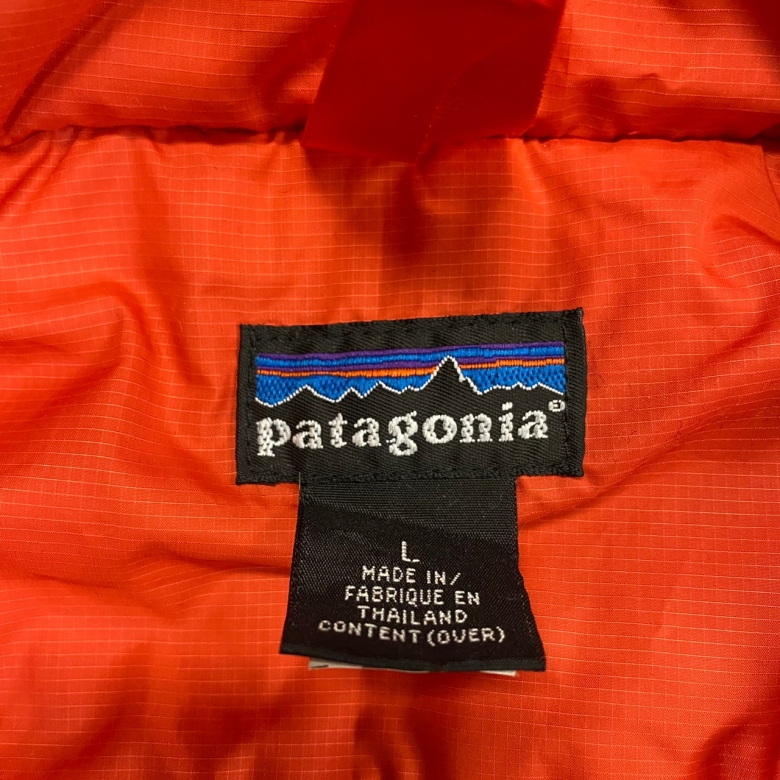 patagonia®
L
MADE IN/
FABRIQUE EN
THAILAND
CONTENT (OVER)